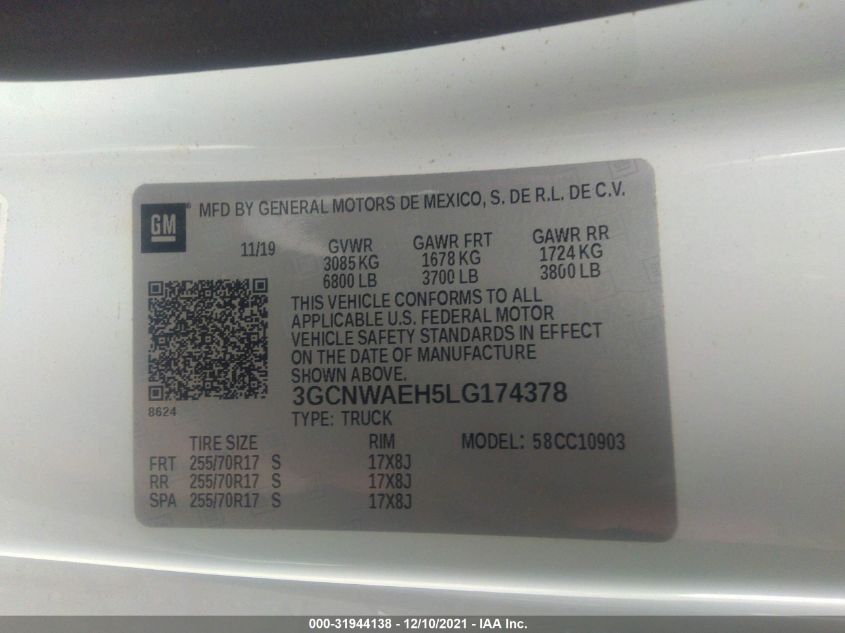 GM
MFD BY GENERAL MOTORS DE MEXICO, S. DE R.L. DE C.V.
11/19 GVWR GAWR FRT GAWR RR
3085 KG 1678 KG 1724 KG
6800 LB 3700 LB 3800 LB
THIS VEHICLE CONFORMS TO ALL
APPLICABLE U.S. FEDERAL MOTOR
VEHICLE SAFETY STANDARDS IN EFFECT
ON THE DATE OF MANUFACTURE
SHOWN ABOVE.
8624
3GCNWAEH5LG174378
TYPE: TRUCK
TIRE SIZE RIM MODEL: 58CC10903
FRT 255/70R17 S 17X8J
RR 255/70R17 S 17X8J
SPA 255/70R17 S 17X8J
000-31944138 - 12/10/2021 - IAA Inc.